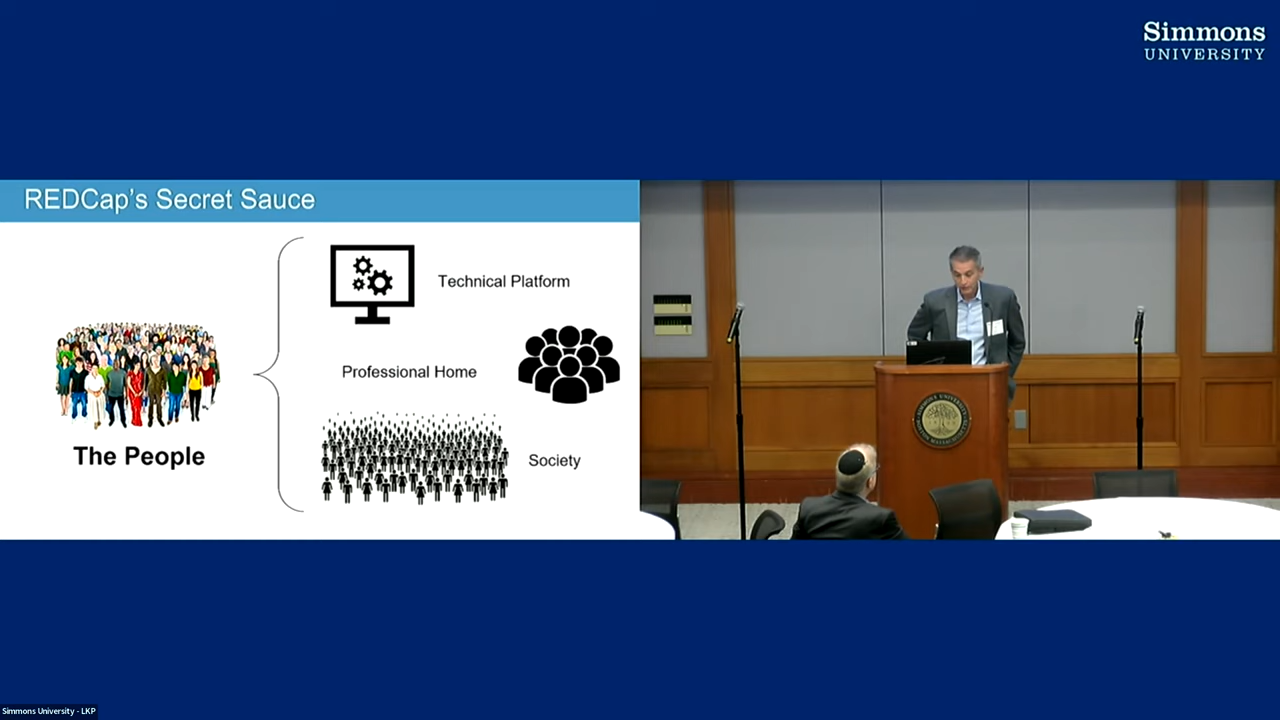 Simmons
UNIVERSITY
REDCap's Secret Sauce
Technical Platform
Professional Home
The People
Society
Simmons University - LKP